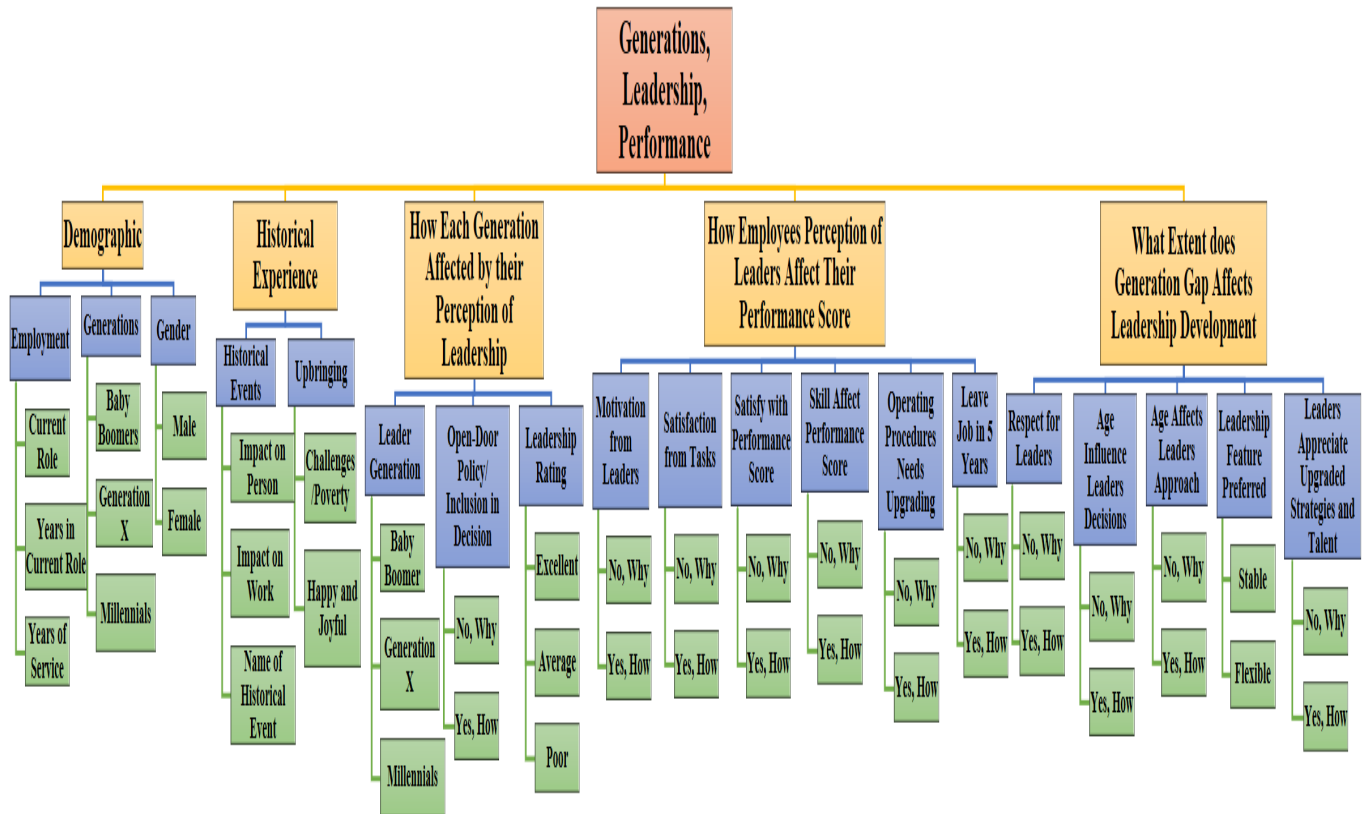 Generations,
Leadership,
Performance
Demographic
Historical
Experience
How Each Generation
Affected by their
Perception of
Leadership
How Employees Perception of
Leaders Affect Their
Performance Score
What Extent does
Generation Gap Affects
Leadership Development
Employment
Generations
Gender
Historical
Events
Upbringing
Leader
Generation
Open-Door
Policy/
Inclusion in
Decision
Leadership
Rating
Motivation
from
Leaders
Satisfaction
from Tasks
Satisfy with
Performance
Score
Skill Affect
Performance
Score
Operating
Procedures
Needs
Upgrading
Leave
Job in 5
Years
Respect for
Leaders
Age
Influence
Leaders
Decisions
Age Affects
Leaders
Approach
Leadership
Feature
Preferred
Leaders
Appreciate
Upgraded
Strategies and
Talent
Current
Role
Years in
Current Role
Years of
Service
Baby
Boomers
Generation
X
Millennials
Male
Female
Impact on
Person
Impact on
Work
Name of
Historical
Event
Challenges
/Poverty
Happy and
Joyful
Baby
Boomer
Generation
X
Millennials
No, Why
Yes, How
Excellent
Average
Poor
No, Why
Yes, How
No, Why
Yes, How
No, Why
Yes, How
No, Why
Yes, How
No, Why
Yes, How
No, Why
Yes, How
No, Why
Yes, How
No, Why
Yes, How
No, Why
Yes, How
Stable
Flexible
No, Why
Yes, How